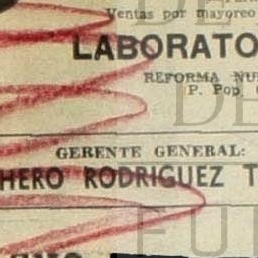 Ventas por mayoreo
LABORATO
REFORMA NU
P. Pop
GERENTE GENERAL:
HERO RODRIGUEZ T